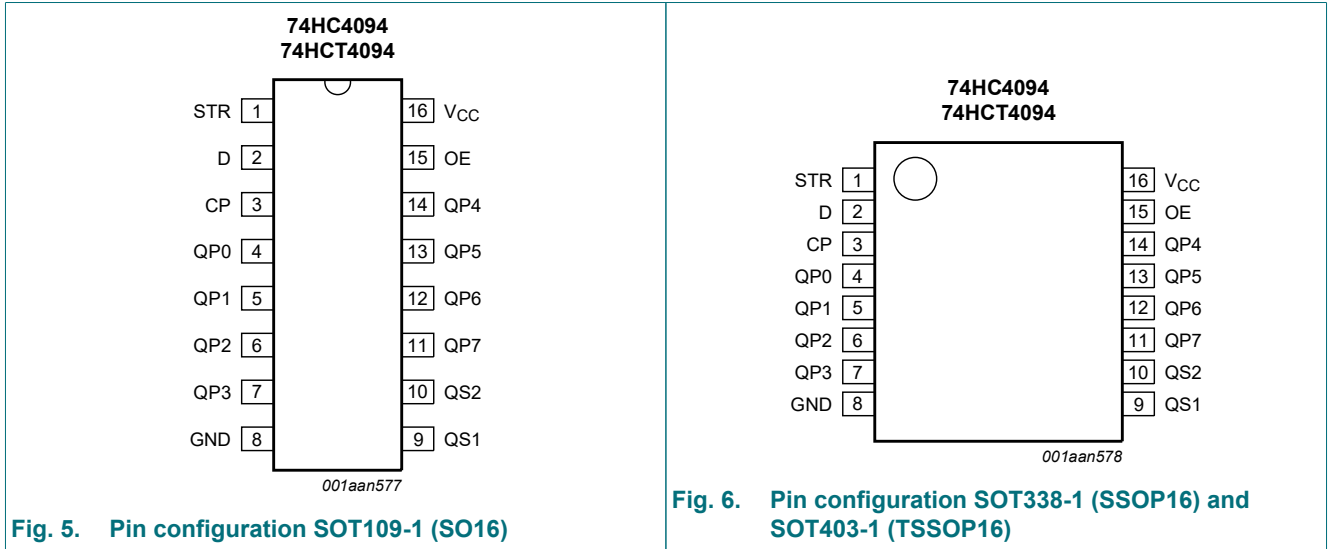 74HC4094
74HCT4094
STR 1 16 VCC
D 2 15 OE
CP 3 14 QP4
QP0 4 13 QP5
QP1 5 12 QP6
QP2 6 11 QP7
QP3 7 10 QS2
GND 8 9 QS1
001aan577
Fig. 5. Pin configuration SOT109-1 (SO16)
74HC4094
74HCT4094
STR 1 16 VCC
D 2 15 OE
CP 3 14 QP4
QP0 4 13 QP5
QP1 5 12 QP6
QP2 6 11 QP7
QP3 7 10 QS2
GND 8 9 QS1
001aan578
Fig. 6. Pin configuration SOT338-1 (SSOP16) and
SOT403-1 (TSSOP16)